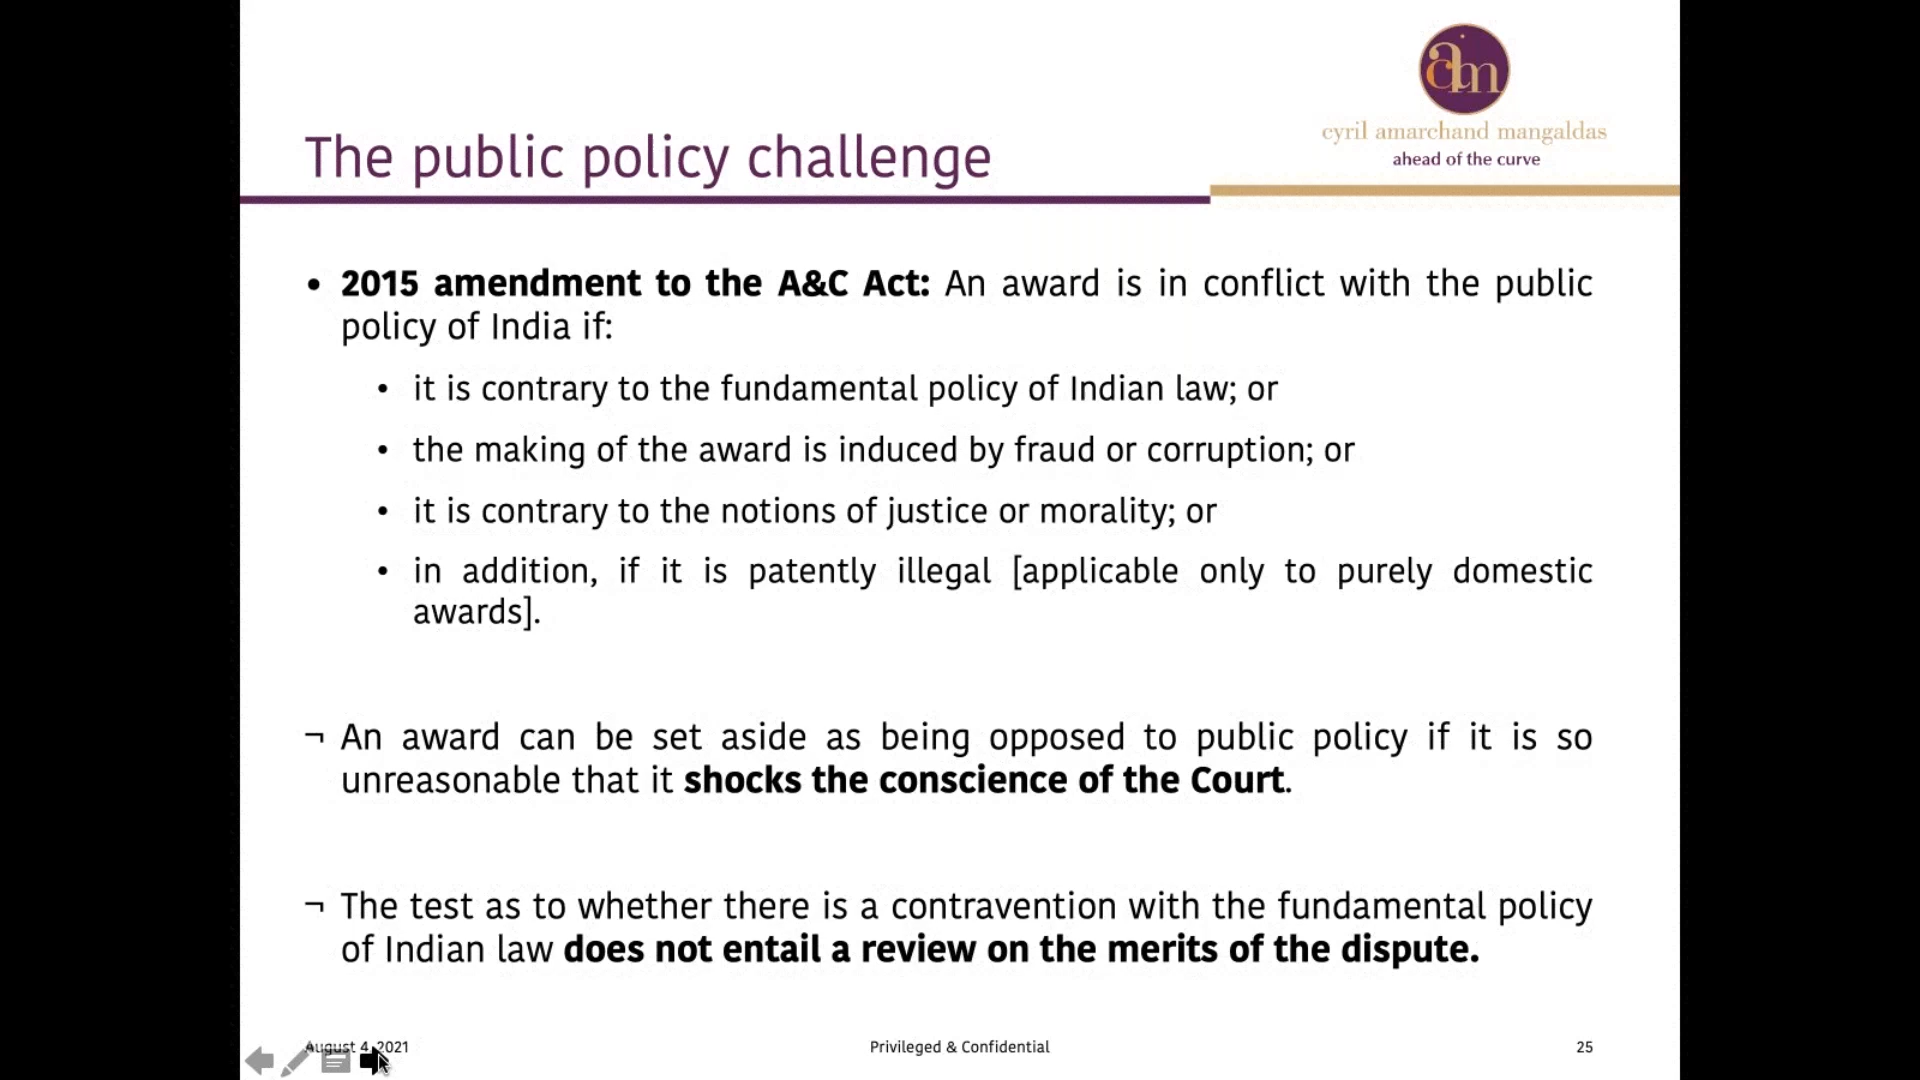 cam
cyril amarchand mangaldas
ahead of the curve
The public policy challenge
• 2015 amendment to the A&C Act: An award is in conflict with the public
policy of India if:
• it is contrary to the fundamental policy of Indian law; or
• the making of the award is induced by fraud or corruption; or
• it is contrary to the notions of justice or morality; or
• in addition, if it is patently illegal [applicable only to purely domestic
awards].
¬ An award can be set aside as being opposed to public policy if it is so
unreasonable that it shocks the conscience of the Court.
¬ The test as to whether there is a contravention with the fundamental policy
of Indian law does not entail a review on the merits of the dispute.
August 4, 2021
Privileged & Confidential
25